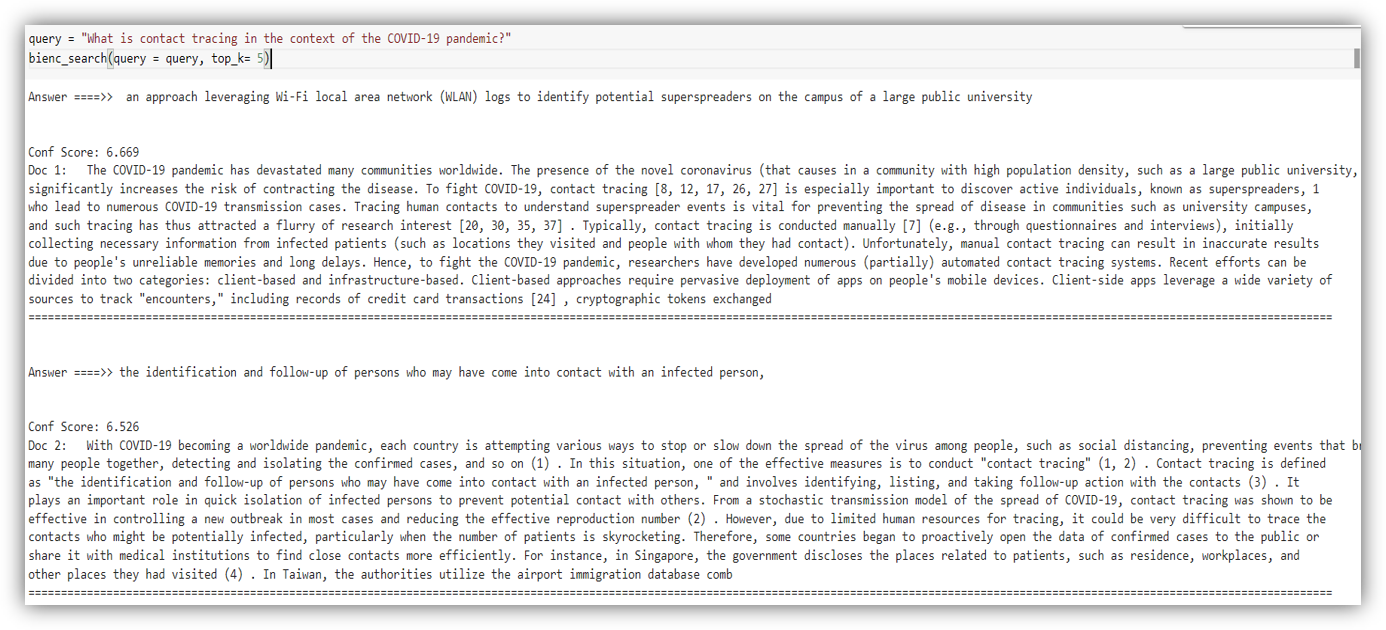 query = "What is contact tracing in the context of the COVID-19 pandemic?"
bienc_search(query = query, top_k= 5)
Answer ====>>  an approach leveraging Wi-Fi local area network (WLAN) logs to identify potential superspreaders on the campus of a large public university
Conf Score: 6.669
Doc 1:   The COVID-19 pandemic has devastated many communities worldwide. The presence of the novel coronavirus (that causes in a community with high population density, such as a large public university,
significantly increases the risk of contracting the disease. To fight COVID-19, contact tracing [8, 12, 17, 26, 27] is especially important to discover active individuals, known as superspreaders, 1
who lead to numerous COVID-19 transmission cases. Tracing human contacts to understand superspreader events is vital for preventing the spread of disease in communities such as university campuses,
and such tracing has thus attracted a flurry of research interest [20, 30, 35, 37] . Typically, contact tracing is conducted manually [7] (e.g., through questionnaires and interviews), initially
collecting necessary information from infected patients (such as locations they visited and people with whom they had contact). Unfortunately, manual contact tracing can result in inaccurate results
due to people's unreliable memories and long delays. Hence, to fight the COVID-19 pandemic, researchers have developed numerous (partially) automated contact tracing systems. Recent efforts can be
divided into two categories: client-based and infrastructure-based. Client-based approaches require pervasive deployment of apps on people's mobile devices. Client-side apps leverage a wide variety of
sources to track "encounters," including records of credit card transactions [24] , cryptographic tokens exchanged
====================================================================================================================================================================================
Answer ====>> the identification and follow-up of persons who may have come into contact with an infected person,
Conf Score: 6.526
Doc 2:   With COVID-19 becoming a worldwide pandemic, each country is attempting various ways to stop or slow down the spread of the virus among people, such as social distancing, preventing events that
many people together, detecting and isolating the confirmed cases, and so on (1) . In this situation, one of the effective measures is to conduct "contact tracing" (1, 2) . Contact tracing is defined
as "the identification and follow-up of persons who may have come into contact with an infected person, " and involves identifying, listing, and taking follow-up action with the contacts (3) . It
plays an important role in quick isolation of infected persons to prevent potential contact with others. From a stochastic transmission model of the spread of COVID-19, contact tracing was shown to be
effective in controlling a new outbreak in most cases and reducing the effective reproduction number (2) . However, due to limited human resources for tracing, it could be very difficult to trace the
contacts who might be potentially infected, particularly when the number of patients is skyrocketing. Therefore, some countries began to proactively open the data of confirmed cases to the public or
share it with medical institutions to find close contacts more efficiently. For instance, in Singapore, the government discloses the places related to patients, such as residence, workplaces, and
other places they had visited (4) . In Taiwan, the authorities utilize the airport immigration database comb
====================================================================================================================================================================================